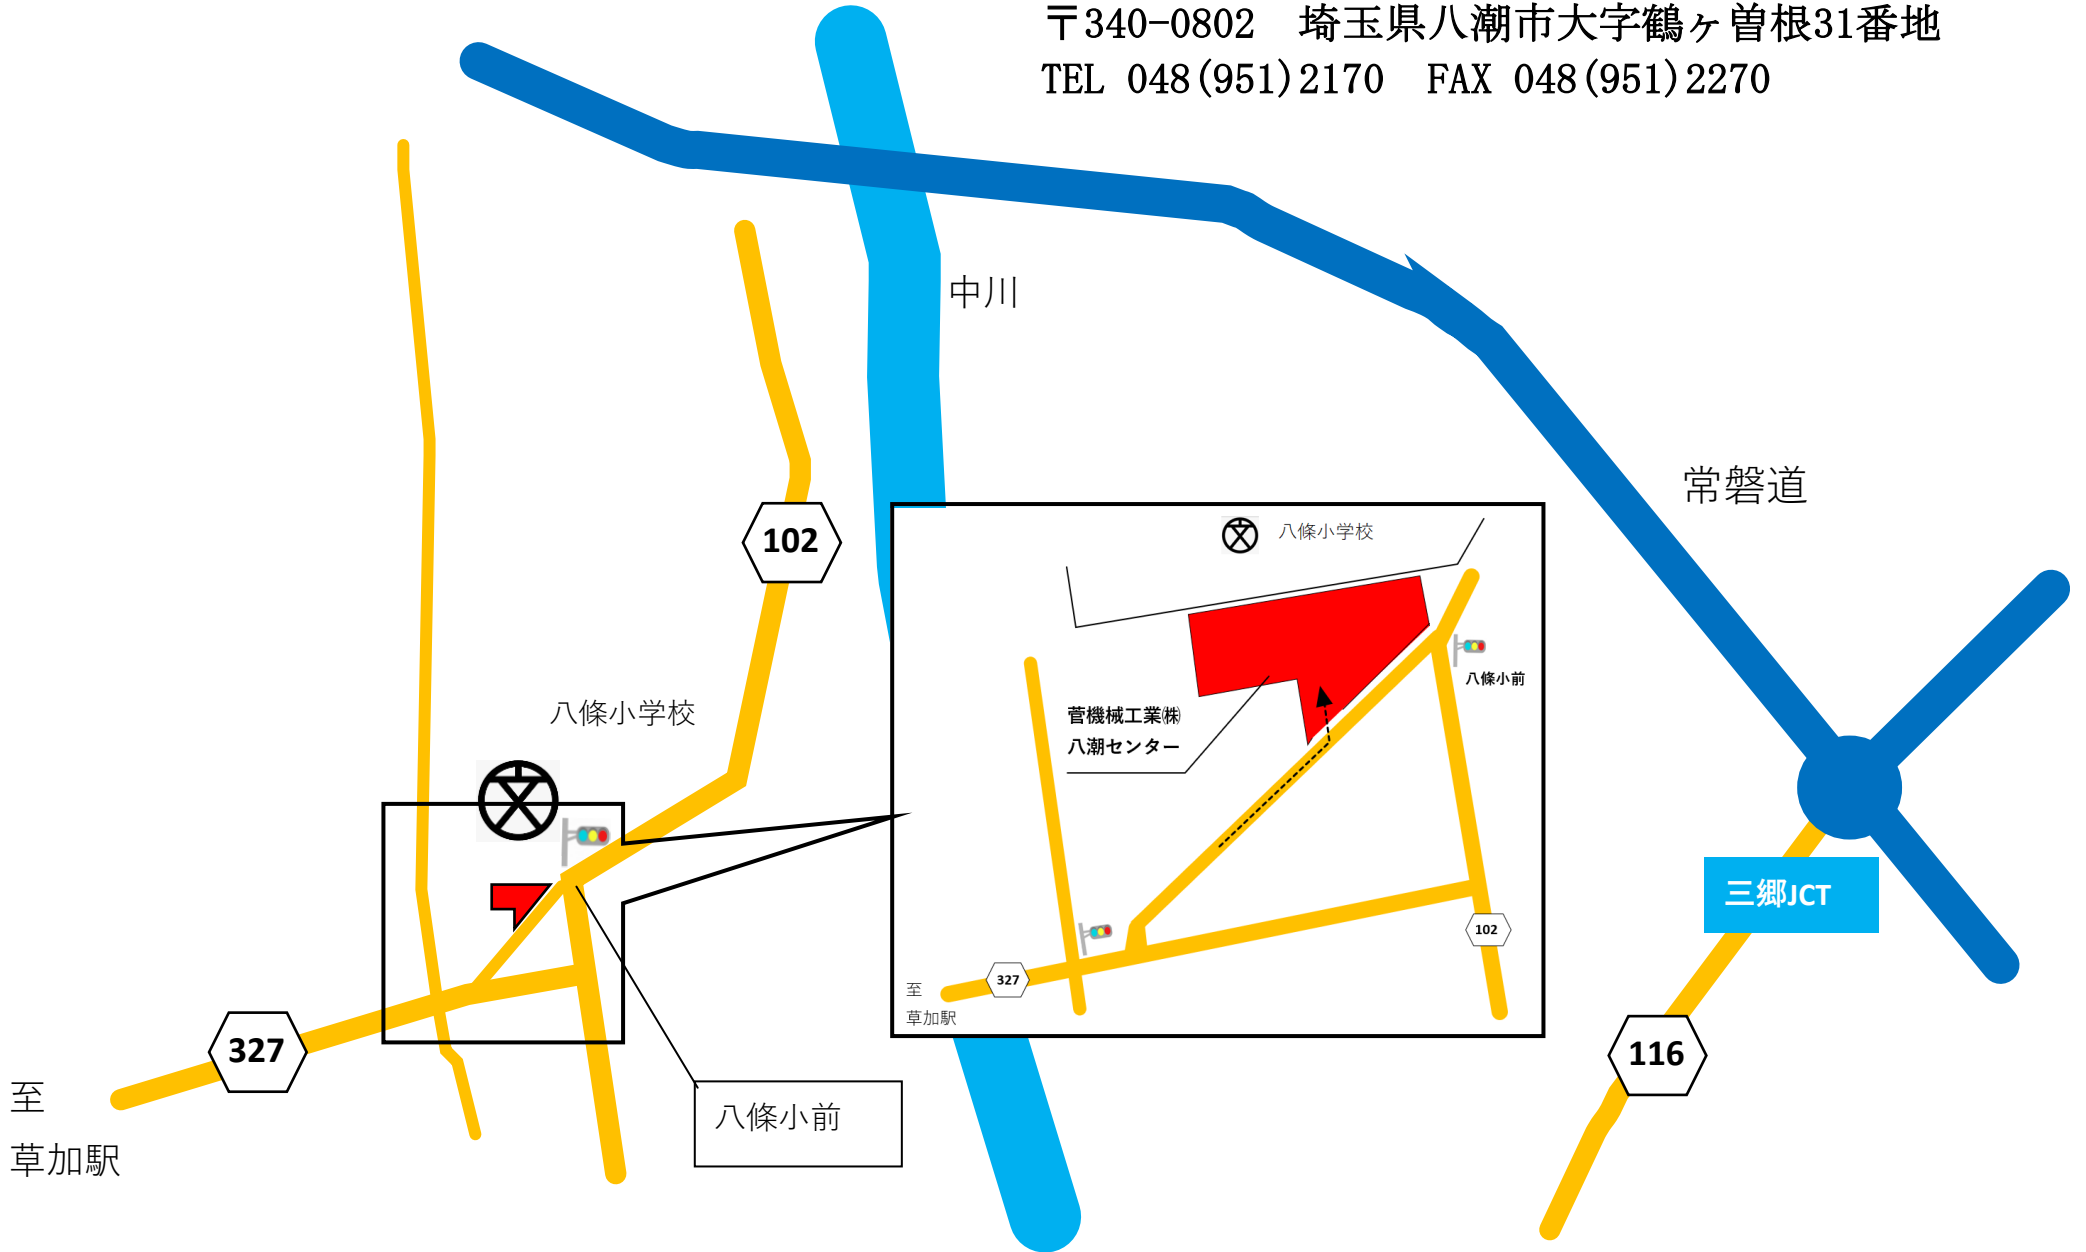 〒340-0802　埼玉県八潮市大字鶴ヶ曽根31番地
TEL 048(951)2170　FAX 048(951)2270
中川
常磐道
102
八條小学校
八條小学校
八條小前
菅機械工業㈱
八潮センター
102
327
至
草加駅
三郷JCT
327
116
至
草加駅
八條小前